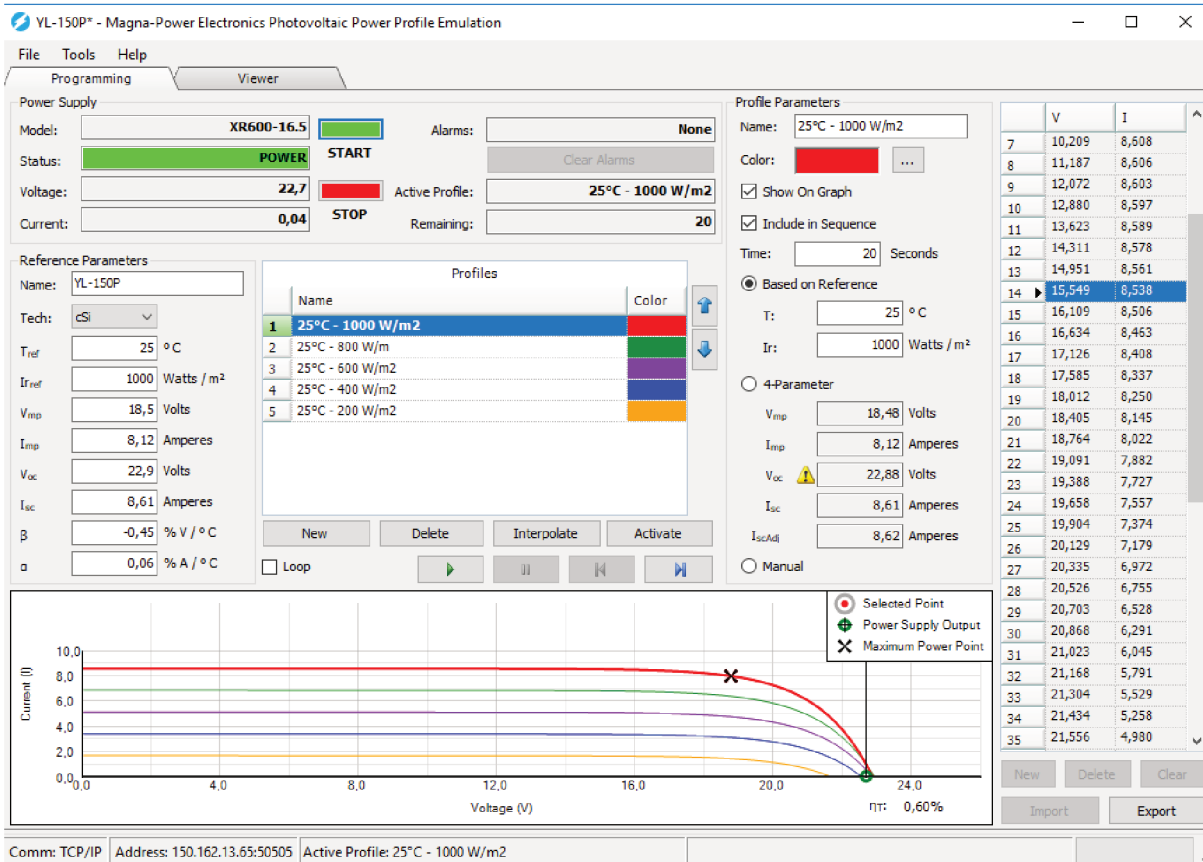 YL-150P* - Magna-Power Electronics Photovoltaic Power Profile Emulation
File Tools Help
Programming Viewer
Power Supply
Model: XR600-16.5 START
Status: POWER
Voltage: 22,7 STOP
Current: 0,04
Alarms: None
Clear Alarms
Active Profile: 25°C - 1000 W/m2
Remaining: 20
Reference Parameters
Name: YL-150P
Tech: cSi
Tref 25 °C
Irref 1000 Watts / m²
Vmp 18,5 Volts
Imp 8,12 Amperes
Voc 22,9 Volts
Isc 8,61 Amperes
β -0,45 % V / °C
α 0,06 % A / °C
Profiles
Name Color
1 25°C - 1000 W/m2
2 25°C - 800 W/m
3 25°C - 600 W/m2
4 25°C - 400 W/m2
5 25°C - 200 W/m2
New Delete Interpolate Activate
Loop
Profile Parameters
Name: 25°C - 1000 W/m2
Color: ...
Show On Graph
Include in Sequence
Time: 20 Seconds
Based on Reference
T: 25 °C
Ir: 1000 Watts / m²
4-Parameter
Vmp 18,48 Volts
Imp 8,12 Amperes
Voc 22,88 Volts
Isc 8,61 Amperes
IscAdj 8,62 Amperes
Manual
V I
7 10,209 8,608
8 11,187 8,606
9 12,072 8,603
10 12,880 8,597
11 13,623 8,589
12 14,311 8,578
13 14,951 8,561
14 15,549 8,538
15 16,109 8,506
16 16,634 8,463
17 17,126 8,408
18 17,585 8,337
19 18,012 8,250
20 18,405 8,145
21 18,764 8,022
22 19,091 7,882
23 19,388 7,727
24 19,658 7,557
25 19,904 7,374
26 20,129 7,179
27 20,335 6,972
28 20,526 6,755
29 20,703 6,528
30 20,868 6,291
31 21,023 6,045
32 21,168 5,791
33 21,304 5,529
34 21,434 5,258
35 21,556 4,980
New Delete Clear
Import Export
Selected Point
Power Supply Output
Maximum Power Point
Current (I)
10,0
8,0
6,0
4,0
2,0
0,0
0,0 4,0 8,0 12,0 16,0 20,0 24,0
Voltage (V)
ηT: 0,60%
Comm: TCP/IP Address: 150.162.13.65:50505 Active Profile: 25°C - 1000 W/m2